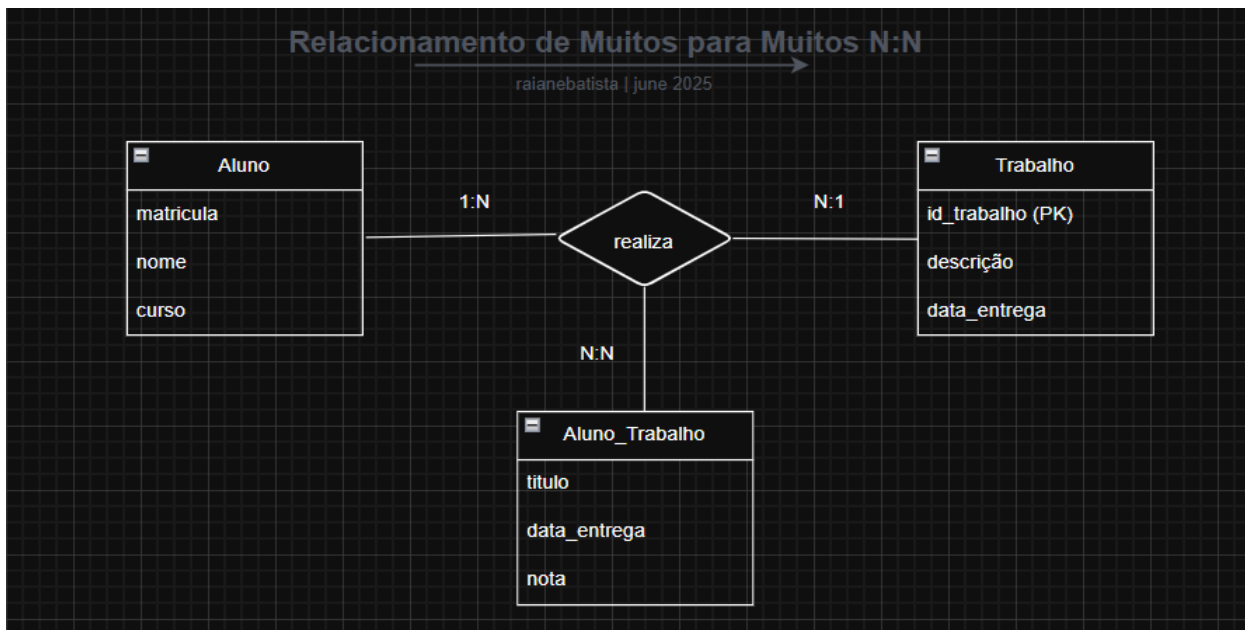 Relacionamento de Muitos para Muitos N:N
raianebatista | june 2025
Aluno
matricula
nome
curso
1:N
realiza
N:1
Trabalho
id_trabalho (PK)
descrição
data_entrega
N:N
Aluno_Trabalho
titulo
data_entrega
nota